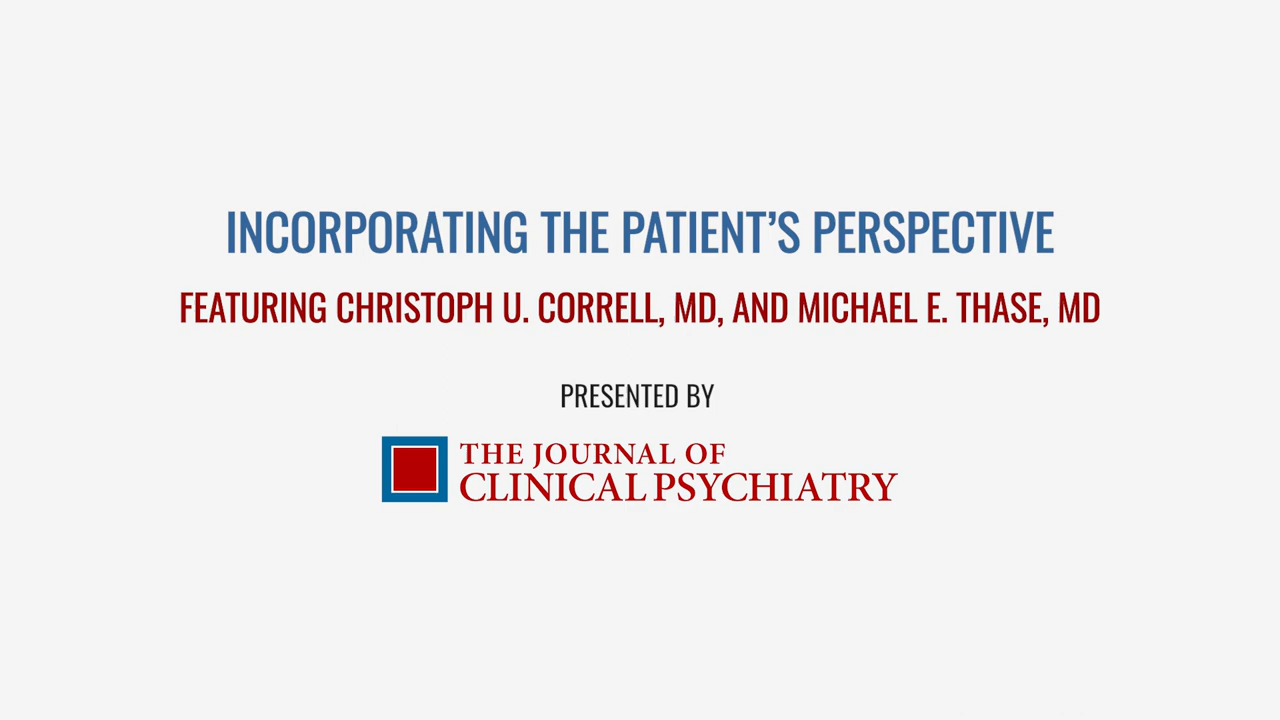 INCORPORATING THE PATIENT’S PERSPECTIVE
FEATURING CHRISTOPH U. CORRELL, MD, AND MICHAEL E. THASE, MD
PRESENTED BY
THE JOURNAL OF
CLINICAL PSYCHIATRY